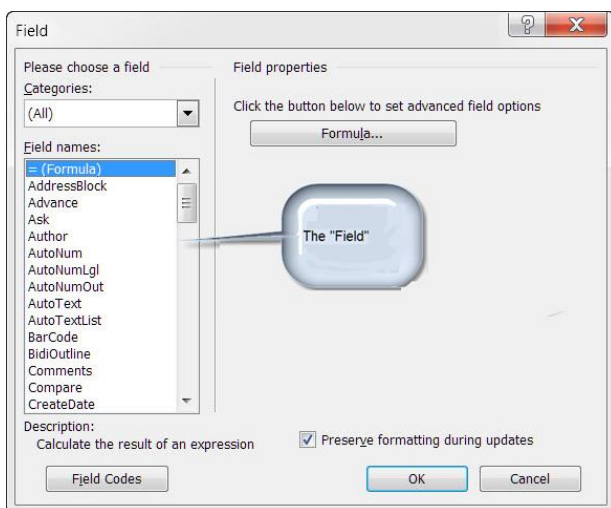 Field
Please choose a field
Categories:
(All)
Field names:
= (Formula)
AddressBlock
Advance
Ask
Author
AutoNum
AutoNumLgl
AutoNumOut
AutoText
AutoTextList
BarCode
BidiOutline
Comments
Compare
CreateDate
Description:
Calculate the result of an expression
Field Codes
Field properties
Click the button below to set advanced field options
Formula...
The "Field"
Preserve formatting during updates
OK
Cancel